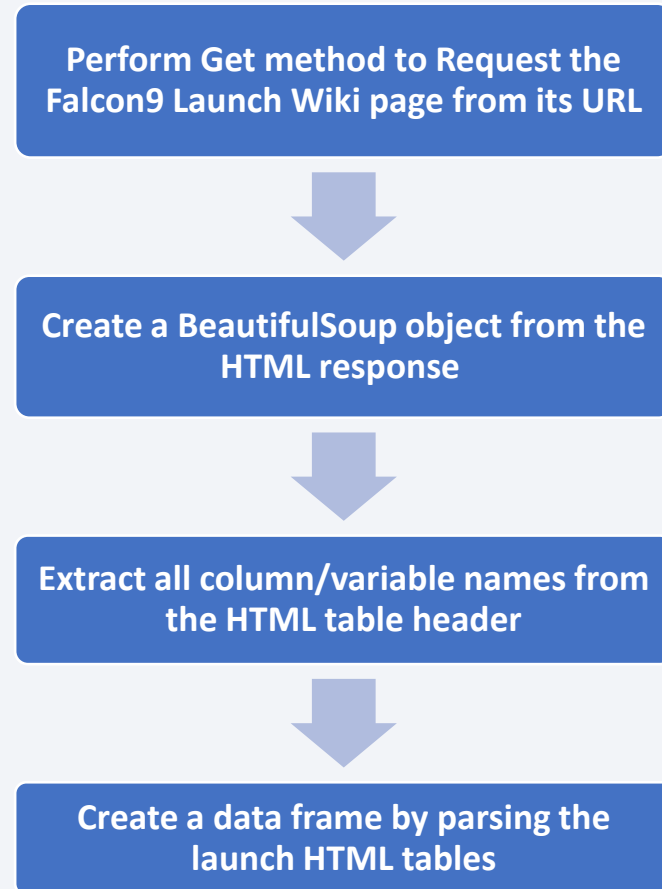 Perform Get method to Request the
Falcon9 Launch Wiki page from its URL
Create a BeautifulSoup object from the
HTML response
Extract all column/variable names from
the HTML table header
Create a data frame by parsing the
launch HTML tables